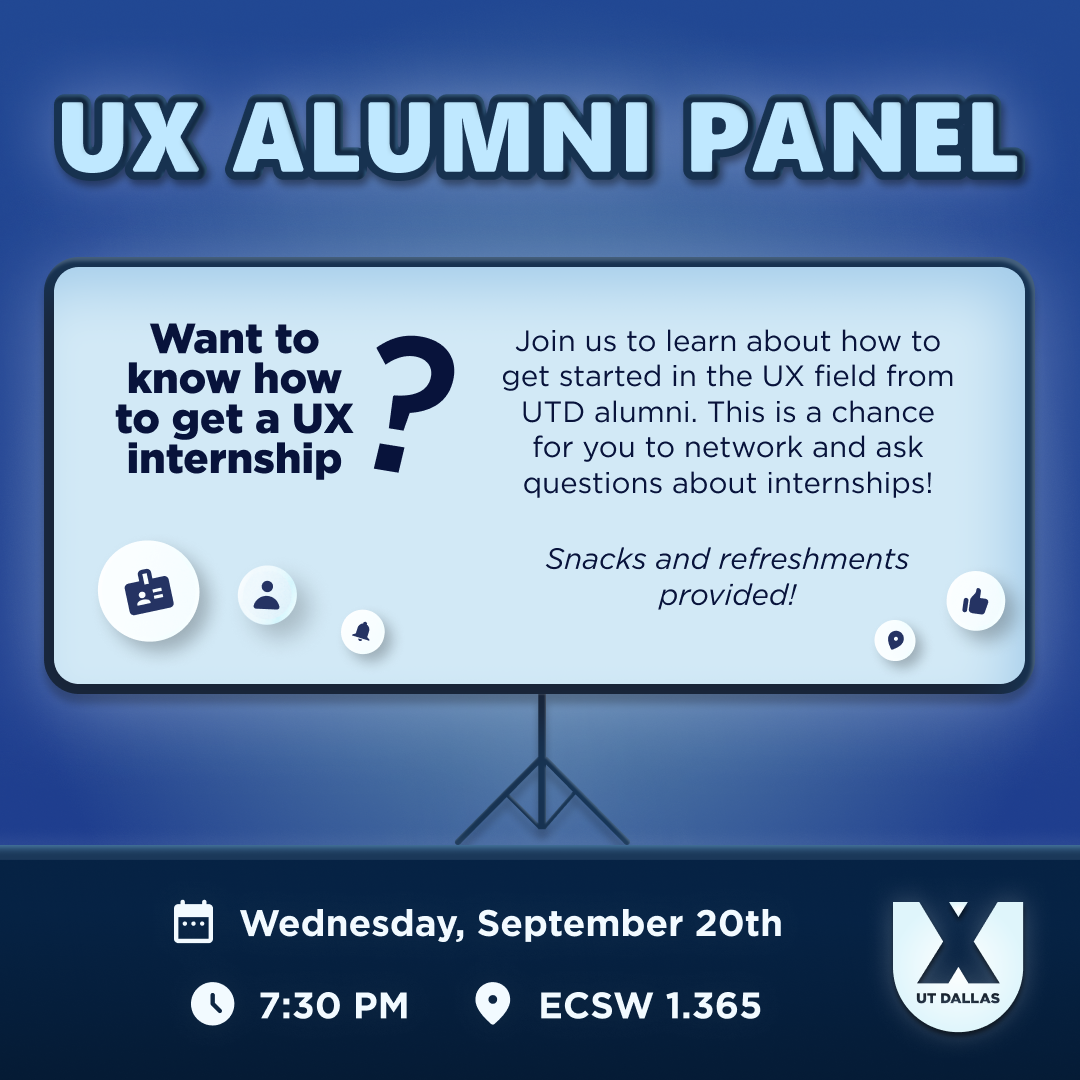 UX ALUMNI PANEL
Want to
know how
to get a UX
internship
?
Join us to learn about how to
get started in the UX field from
UTD alumni. This is a chance
for you to network and ask
questions about internships!
Snacks and refreshments
provided!
Wednesday, September 20th
7:30 PM
ECSW 1.365
UX
UT DALLAS